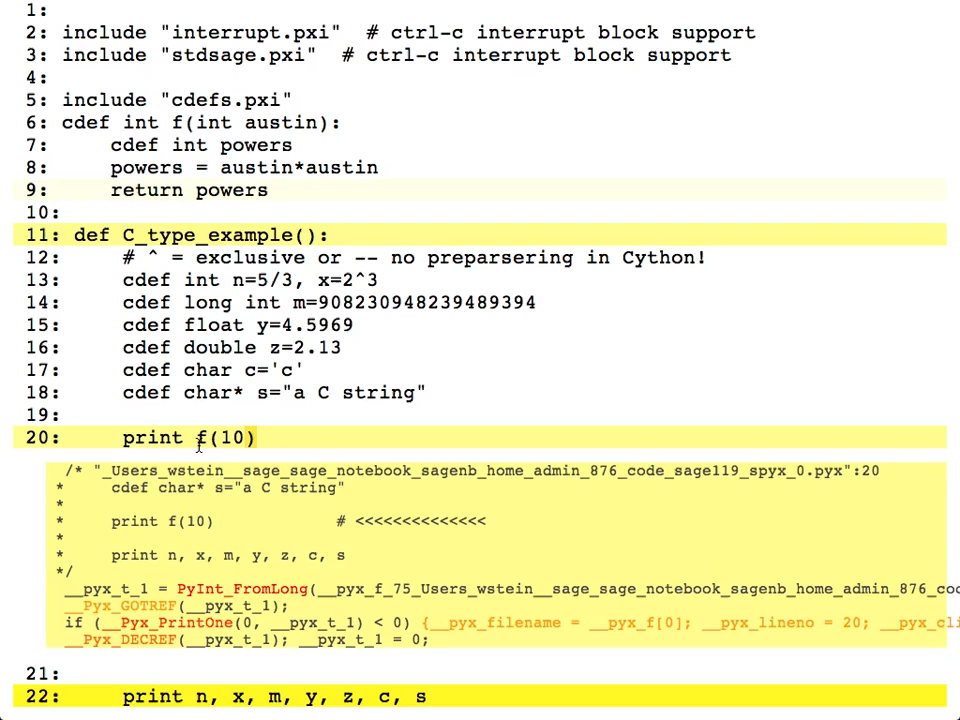 1:
2: include "interrupt.pxi"  # ctrl-c interrupt block support
3: include "stdsage.pxi"  # ctrl-c interrupt block support
4:
5: include "cdefs.pxi"
6: cdef int f(int austin):
7:     cdef int powers
8:     powers = austin*austin
9:     return powers
10:
11: def C_type_example():
12:     # ^ = exclusive or -- no preparsering in Cython!
13:     cdef int n=5/3, x=2^3
14:     cdef long int m=908230948239489394
15:     cdef float y=4.5969
16:     cdef double z=2.13
17:     cdef char c='c'
18:     cdef char* s="a C string"
19:
20:     print f(10)
/* "_Users_wstein__sage_sage_notebook_sagenb_home_admin_876_code_sage119_spyx_0.pyx":20
*     cdef char* s="a C string"
*
*     print f(10)             # <<<<<<<<<<<<<<
*
*     print n, x, m, y, z, c, s
*/
__pyx_t_1 = PyInt_FromLong(__pyx_f_75_Users_wstein__sage_sage_notebook_sagenb_home_admin_876_co
__Pyx_GOTREF(__pyx_t_1);
if (__Pyx_PrintOne(0, __pyx_t_1) < 0) {__pyx_filename = __pyx_f[0]; __pyx_lineno = 20; __pyx_cl
__Pyx_DECREF(__pyx_t_1); __pyx_t_1 = 0;
21:
22:     print n, x, m, y, z, c, s